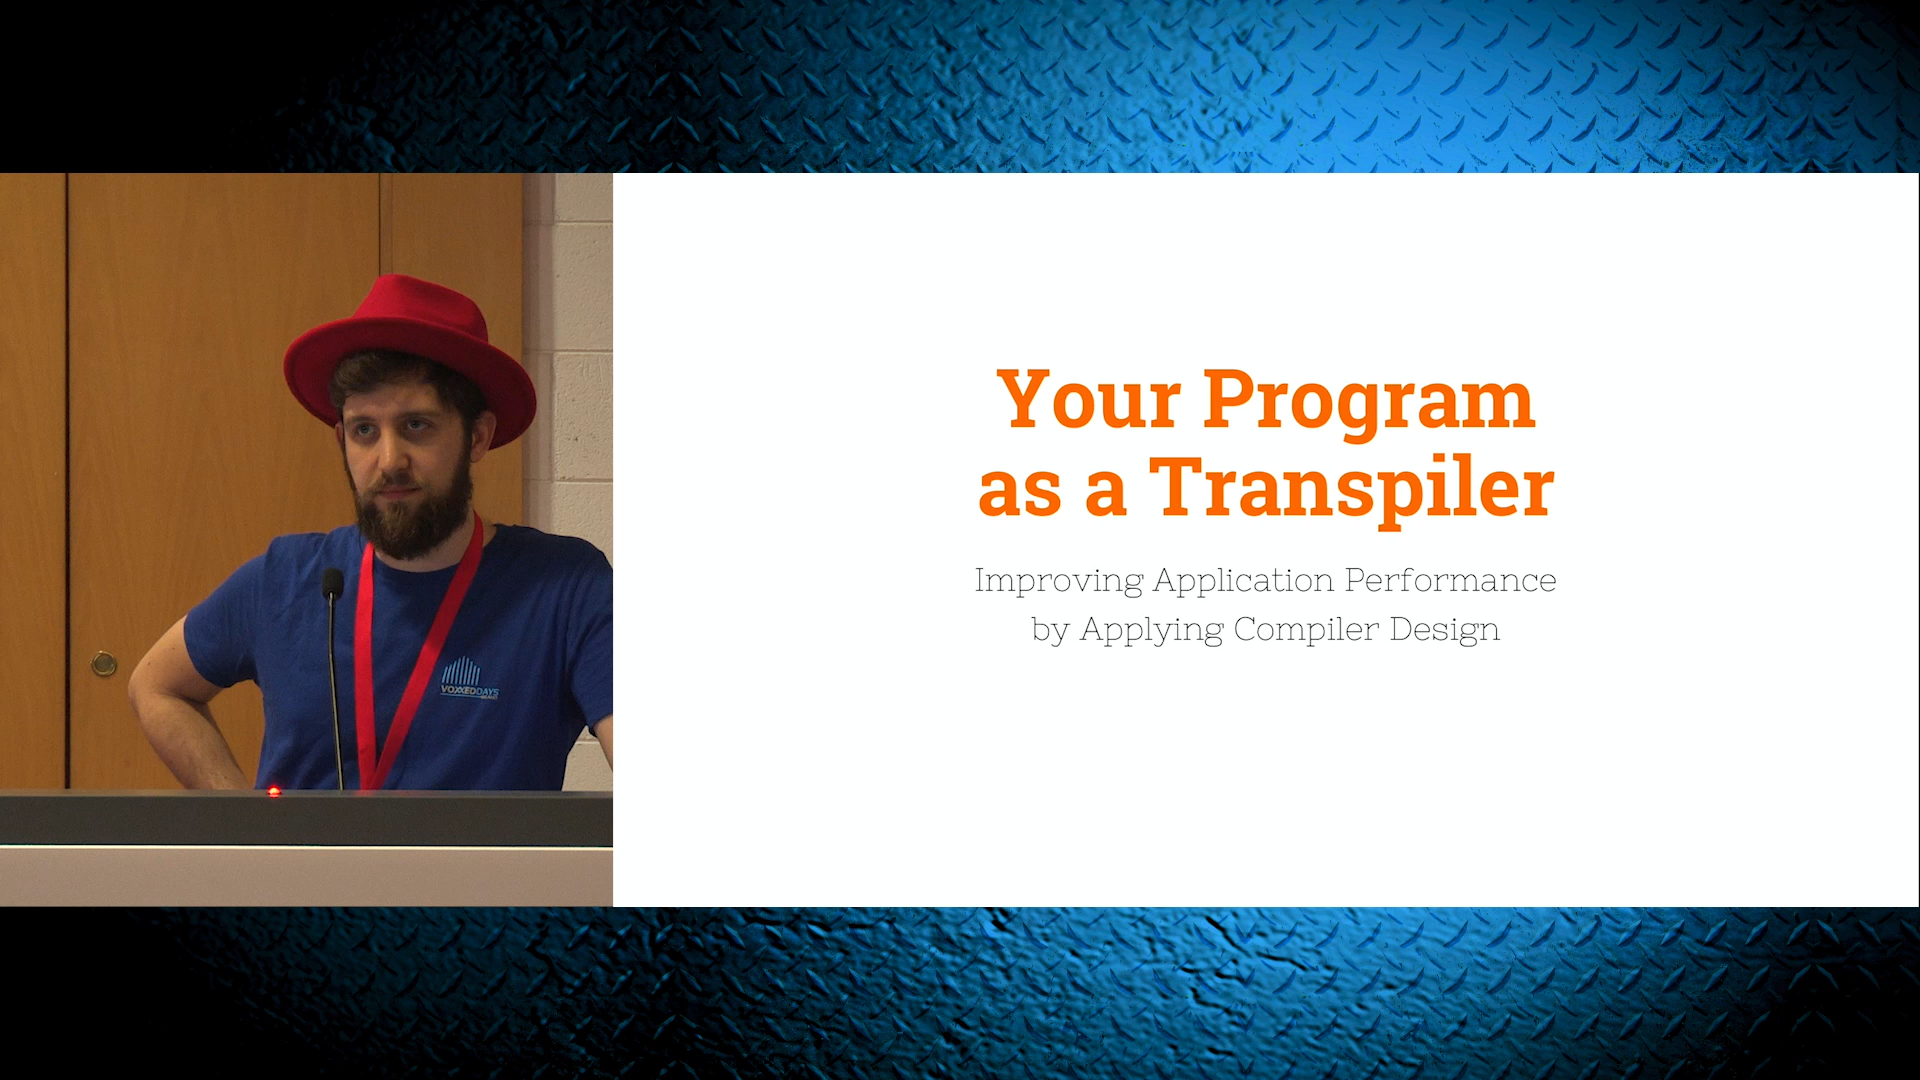 Your Program
as a Transpiler
Improving Application Performance
by Applying Compiler Design
VOXXEDDAYS